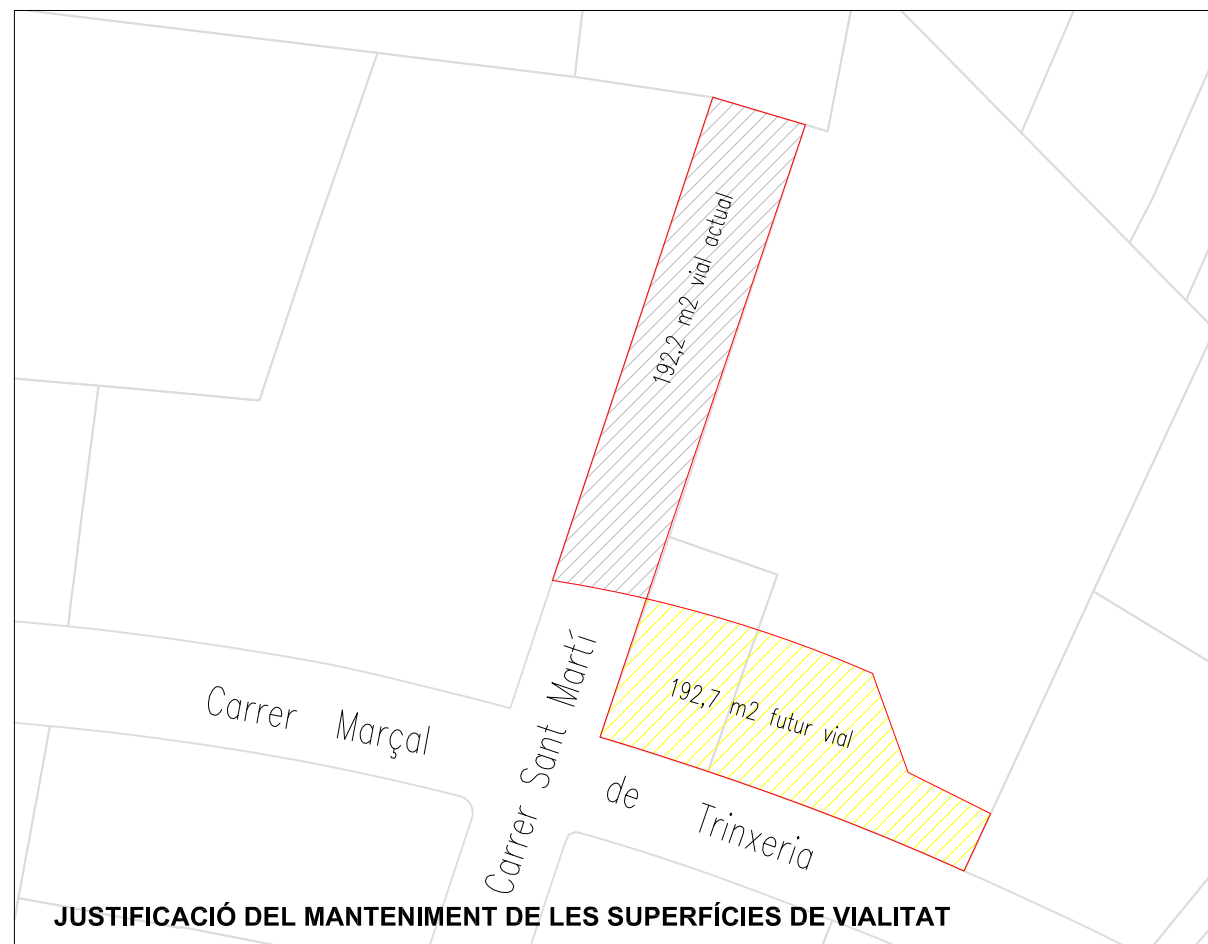 192,2 m2 vial actual
192,7 m2 futur vial
Carrer Marçal de Trinxeria
Carrer Sant Martí
JUSTIFICACIÓ DEL MANTENIMENT DE LES SUPERFÍCIES DE VIALITAT